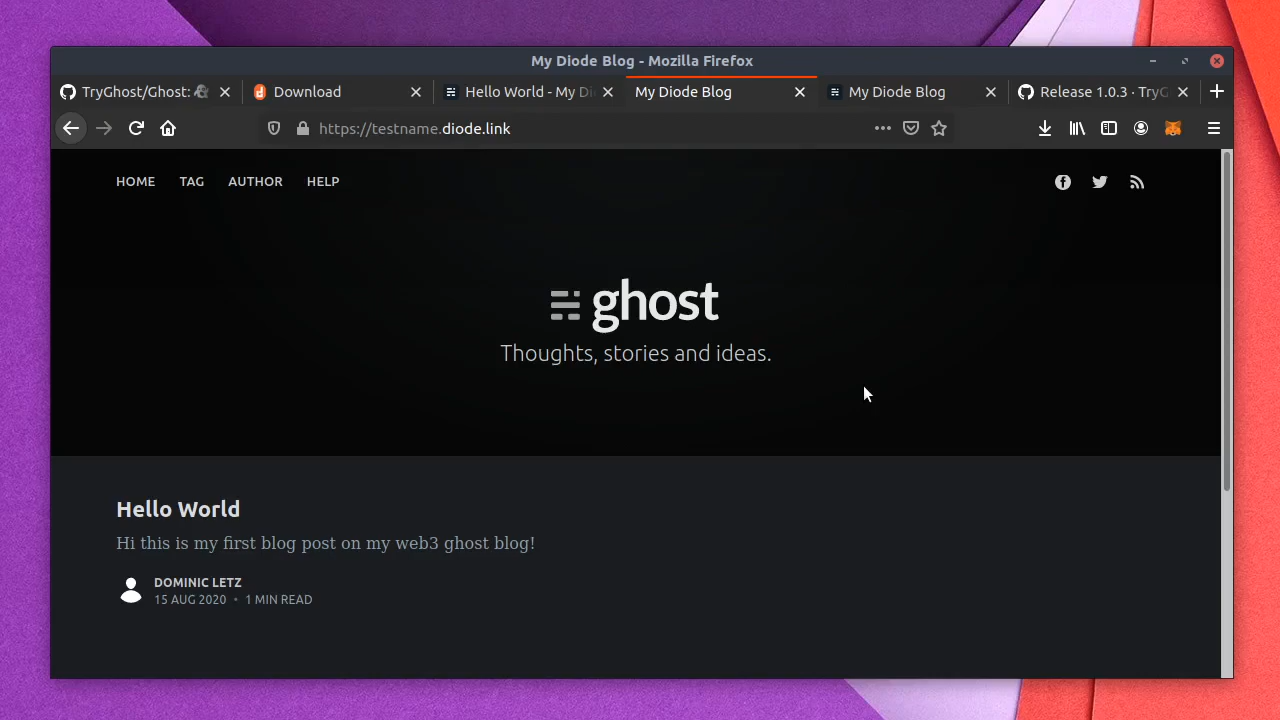 My Diode Blog - Mozilla Firefox
TryGhost/Ghost:
Download
Hello World - My Di
My Diode Blog
My Diode Blog
Release 1.0.3 · TryG
https://testname.diode.link
HOME TAG AUTHOR HELP
ghost
Thoughts, stories and ideas.
Hello World
Hi this is my first blog post on my web3 ghost blog!
DOMINIC LETZ
15 AUG 2020 • 1 MIN READ